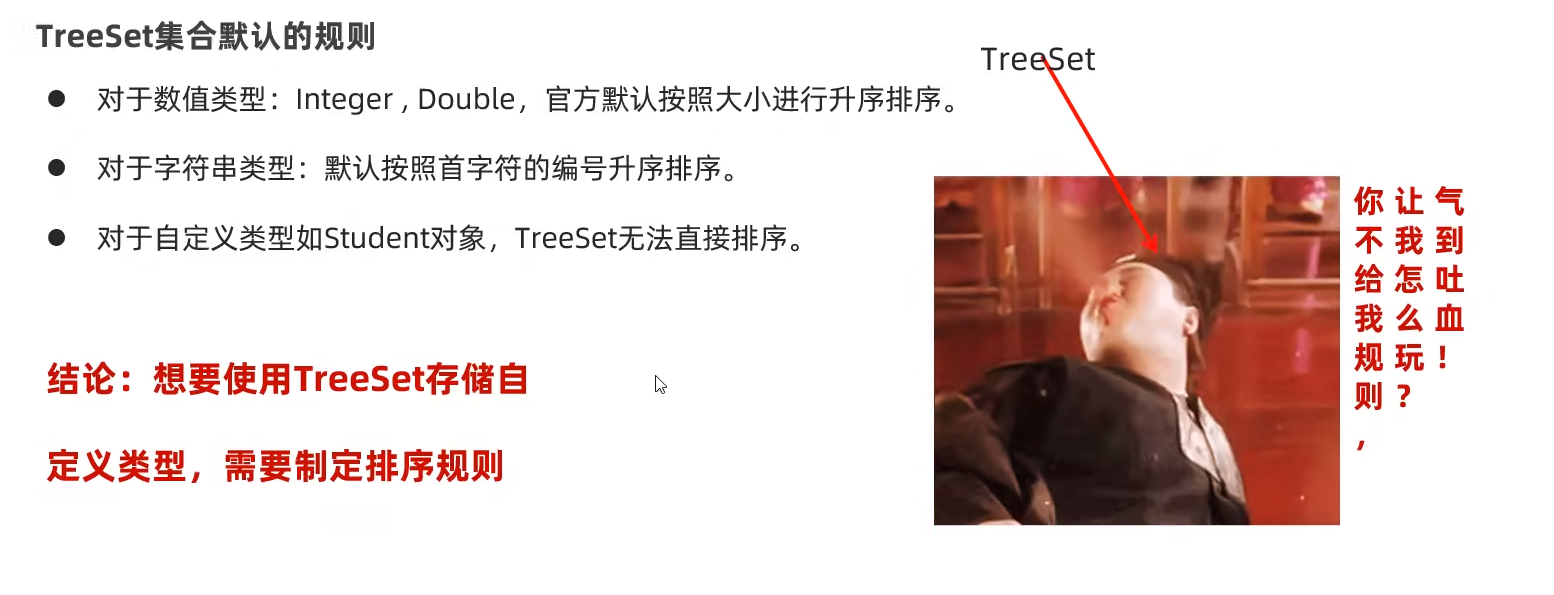 TreeSet集合默认的规则
TreeSet
● 对于数值类型：Integer , Double，官方默认按照大小进行升序排序。
● 对于字符串类型：默认按照首字符的编号升序排序。
● 对于自定义类型如Student对象，TreeSet无法直接排序。
结论：想要使用TreeSet存储自
定义类型，需要制定排序规则
你不给我规则，
让我怎么玩？
气到吐血！